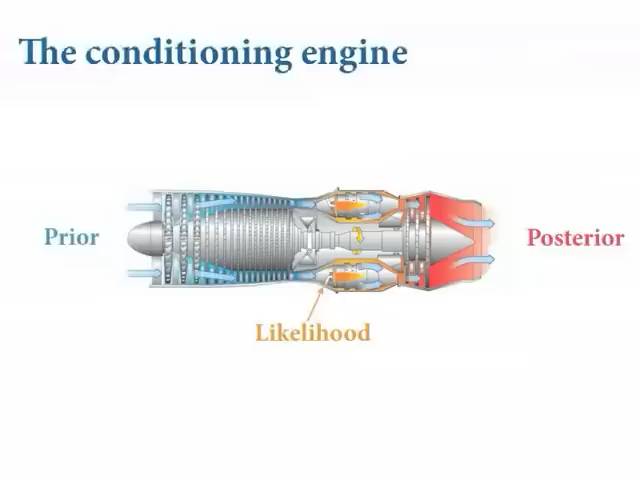 The conditioning engine
Prior
Posterior
Likelihood